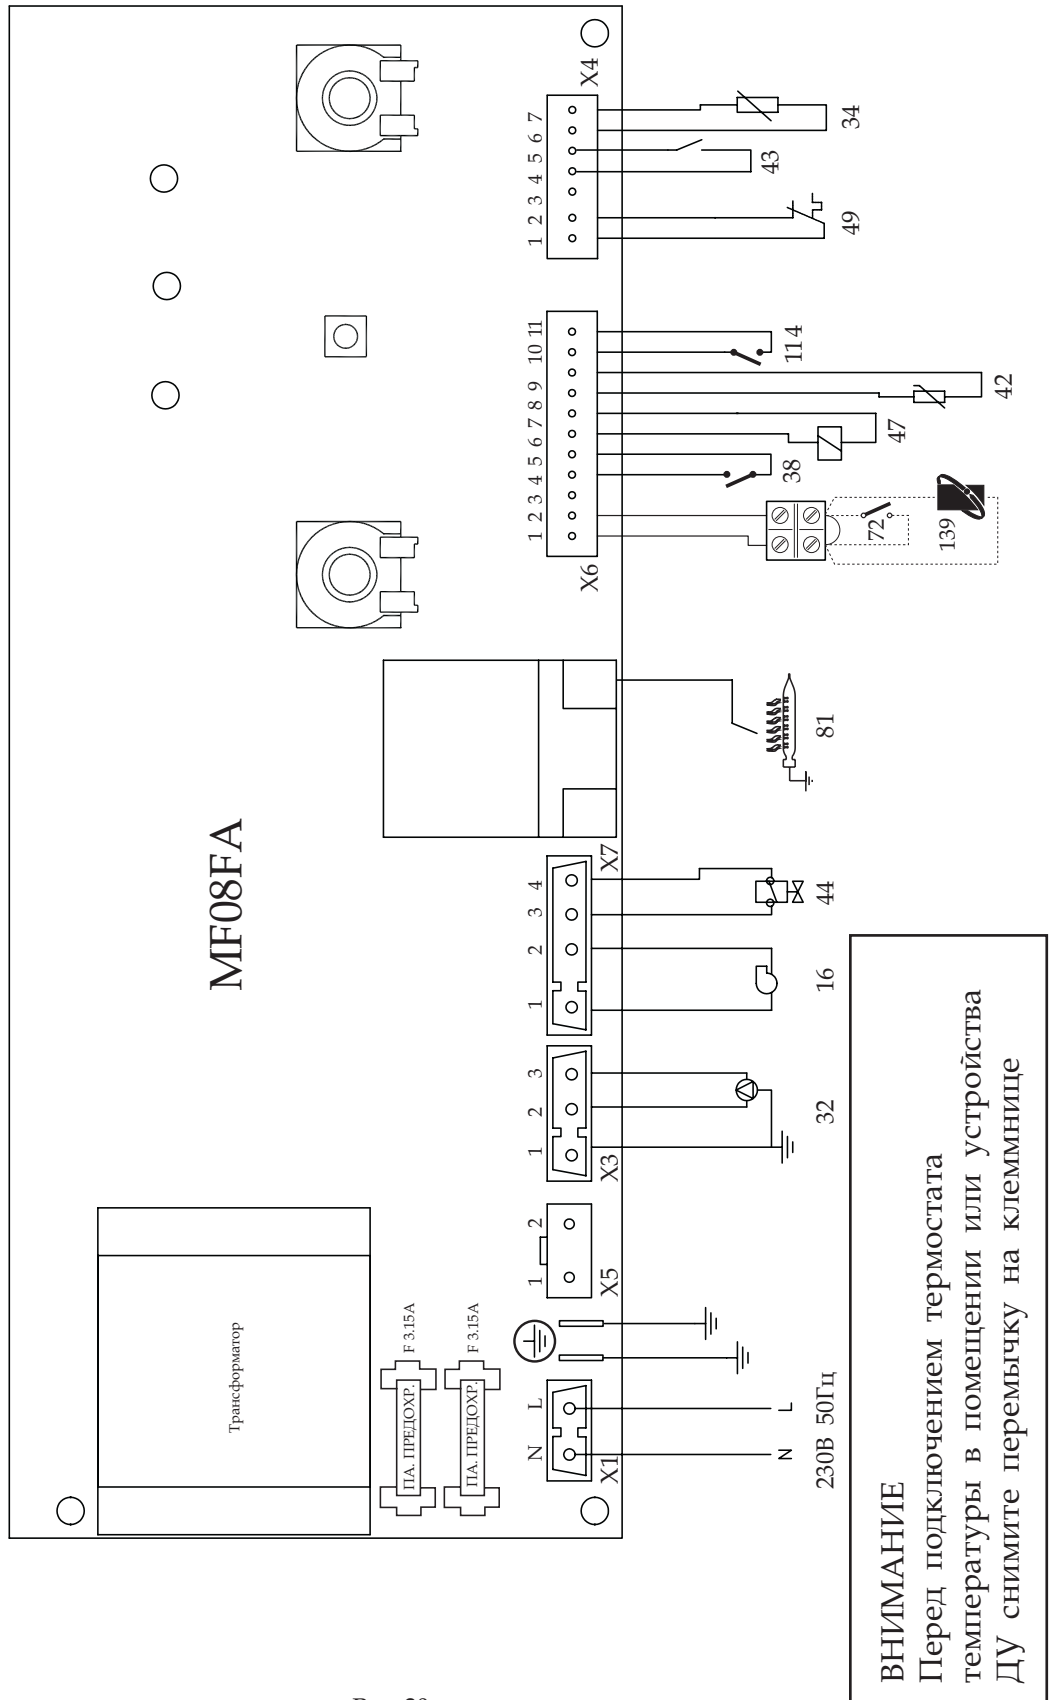 MF08FA
Трансформатор
ПА. ПРЕДОХР.
F 3.15A
ПА. ПРЕДОХР.
F 3.15A
N L
X1
1 2
X5
1 2 3
X3
1 2 3 4
X7
1 2 3 4 5 6 7 8 9 10 11
X6
1 2 3 4 5 6 7
X4
N L
230В 50Гц
32
16
44
81
72
139
38
47
42
114
49
43
34
ВНИМАНИЕ
Перед подключением термостата
температуры в помещении или устройства
ДУ снимите перемычку на клеммнице